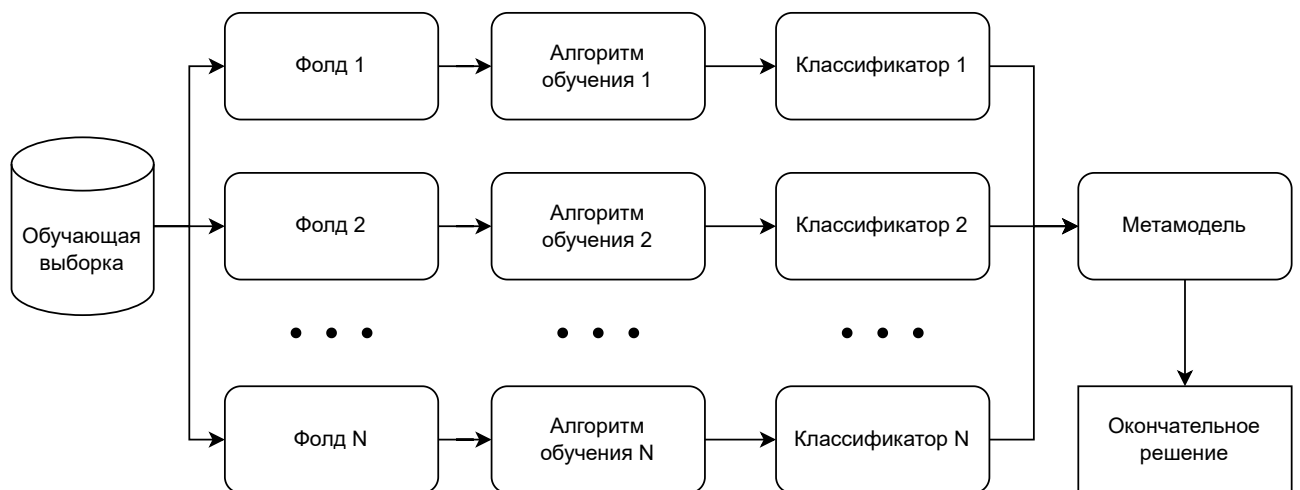 Фолд 1
Алгоритм
обучения 1
Классификатор 1
Обучающая
выборка
Фолд 2
Алгоритм
обучения 2
Классификатор 2
Метамодель
Фолд N
Алгоритм
обучения N
Классификатор N
Окончательное
решение